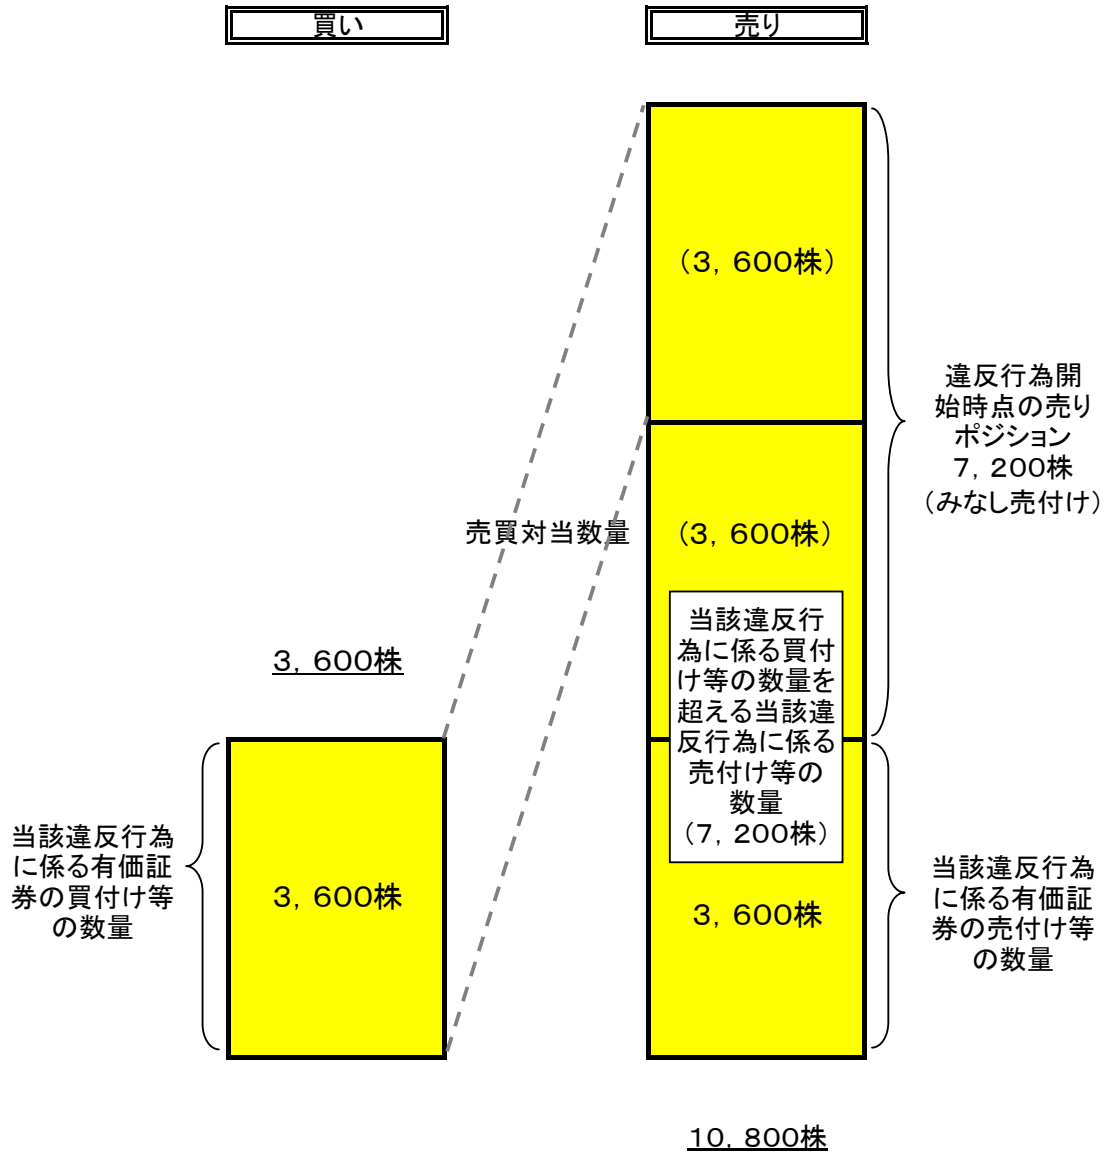 買い
売り
(3,600株)
違反行為開
始時点の売り
ポジション
7,200株
(みなし売付け)
売買対当数量
(3,600株)
当該違反行
為に係る買付
け等の数量を
超える当該違
反行為に係る
売付け等の
数量
(7,200株)
3,600株
当該違反行為
に係る有価証
券の買付け等
の数量
3,600株
3,600株
当該違反行為
に係る有価証
券の売付け等
の数量
10,800株